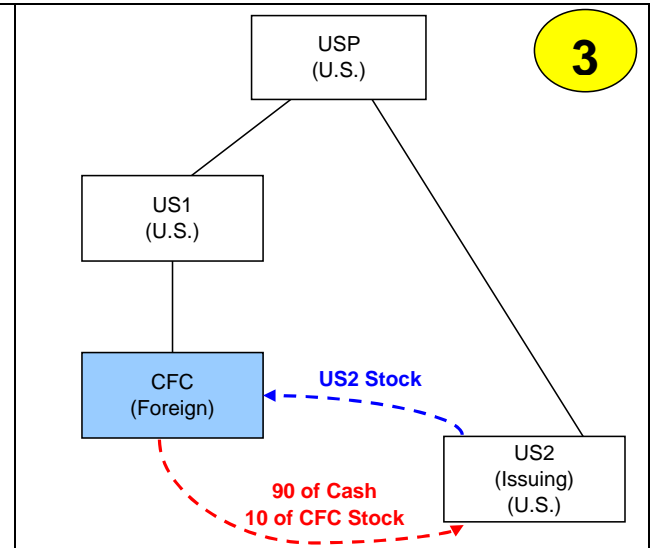 USP
(U.S.)
3
US1
(U.S.)
CFC
(Foreign)
US2 Stock
US2
(Issuing)
(U.S.)
90 of Cash
10 of CFC Stock